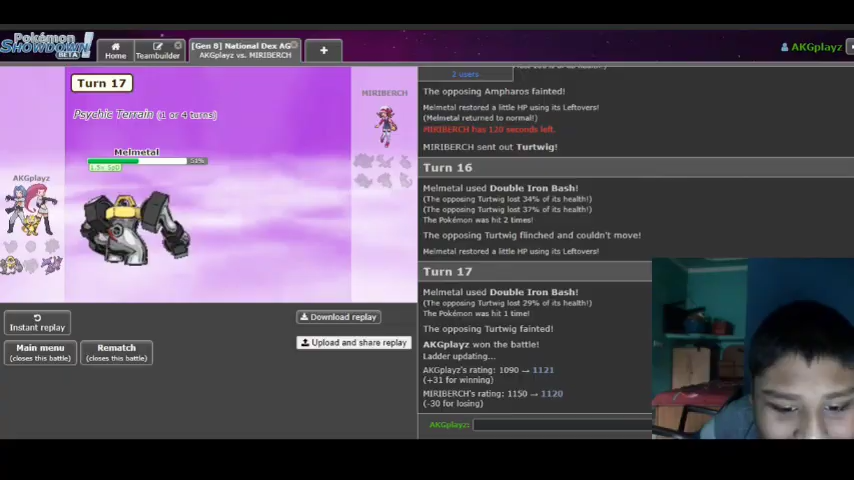 Pokémon
SHOWDOWN!
BETA
Home
Teambuilder
[Gen 8] National Dex AG
AKGplayz vs. MIRIBERCH
+
AKGplayz
Turn 17
Psychic Terrain (1 or 4 turns)
Melmetal
51%
AKGplayz
MIRIBERCH
Instant replay
Download replay
Upload and share replay
Main menu
(closes this battle)
Rematch
(closes this battle)
2 users
The opposing Ampharos fainted!
Melmetal restored a little HP using its Leftovers!
(Melmetal returned to normal!)
MIRIBERCH has 120 seconds left.
MIRIBERCH sent out Turtwig!
Turn 16
Melmetal used Double Iron Bash!
(The opposing Turtwig lost 34% of its health!)
(The opposing Turtwig lost 37% of its health!)
The Pokémon was hit 2 times!
The opposing Turtwig flinched and couldn't move!
Melmetal restored a little HP using its Leftovers!
Turn 17
Melmetal used Double Iron Bash!
(The opposing Turtwig lost 29% of its health!)
The Pokémon was hit 1 time!
The opposing Turtwig fainted!
AKGplayz won the battle!
Ladder updating...
AKGplayz's rating: 1090 → 1121
(+31 for winning)
MIRIBERCH's rating: 1150 → 1120
(-30 for losing)
AKGplayz: